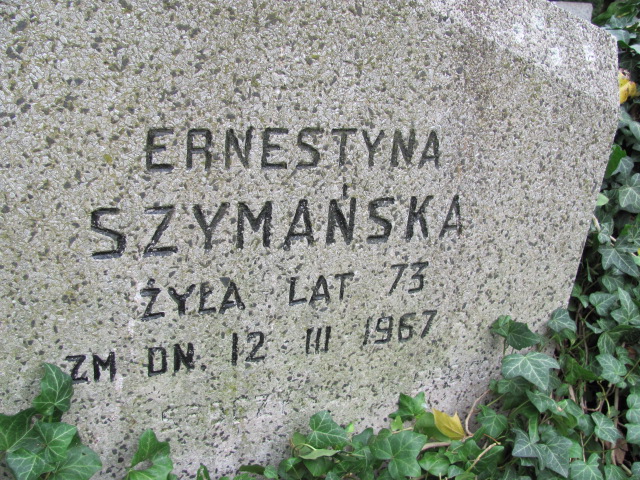 ERNESTYNA
SZYMAŃSKA
ŻYŁA LAT 73
ZM DN. 12 III 1967